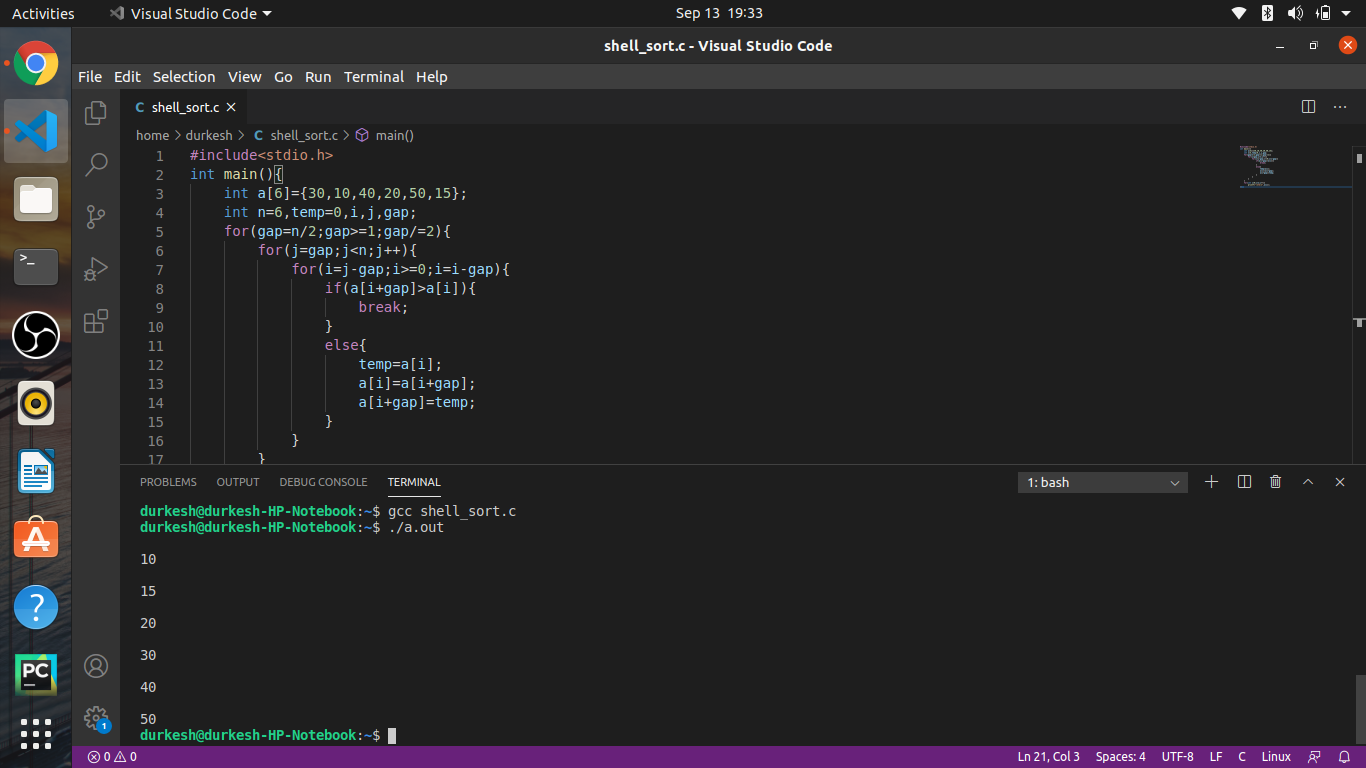 Activities Visual Studio Code Sep 13 19:33
shell_sort.c - Visual Studio Code
File Edit Selection View Go Run Terminal Help
C shell_sort.c
home > durkesh > C shell_sort.c > main()
1 #include<stdio.h>
2 int main(){
3 int a[6]={30,10,40,20,50,15};
4 int n=6,temp=0,i,j,gap;
5 for(gap=n/2;gap>=1;gap/=2){
6 for(j=gap;j<n;j++){
7 for(i=j-gap;i>=0;i=i-gap){
8 if(a[i+gap]>a[i]){
9 break;
10 }
11 else{
12 temp=a[i];
13 a[i]=a[i+gap];
14 a[i+gap]=temp;
15 }
16 }
17 }
PROBLEMS OUTPUT DEBUG CONSOLE TERMINAL 1: bash
durkesh@durkesh-HP-Notebook:~$ gcc shell_sort.c
durkesh@durkesh-HP-Notebook:~$ ./a.out
10
15
20
30
40
50
durkesh@durkesh-HP-Notebook:~$
PC
1
0 0 Ln 21, Col 3 Spaces: 4 UTF-8 LF C Linux